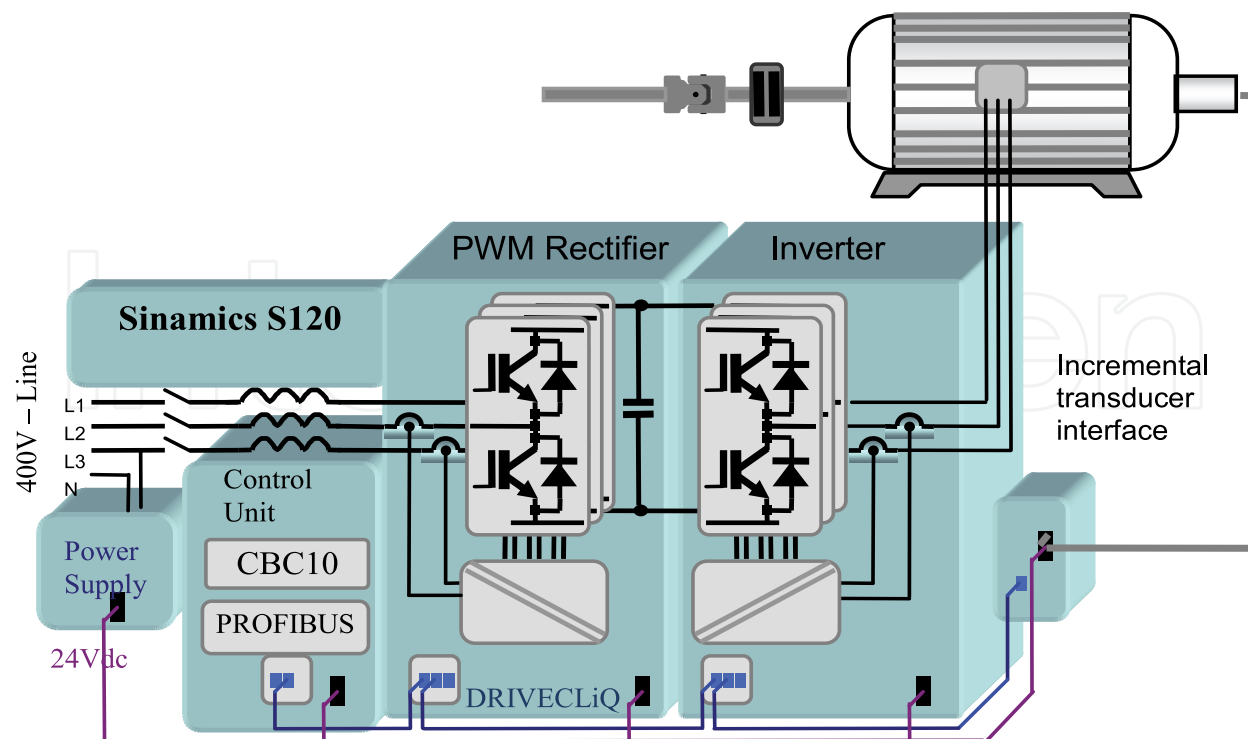 PWM Rectifier
Inverter
Sinamics S120
400V – Line
L1
L2
L3
N
Incremental
transducer
interface
Control
Unit
CBC10
PROFIBUS
Power
Supply
24Vdc
DRIVECLiQ